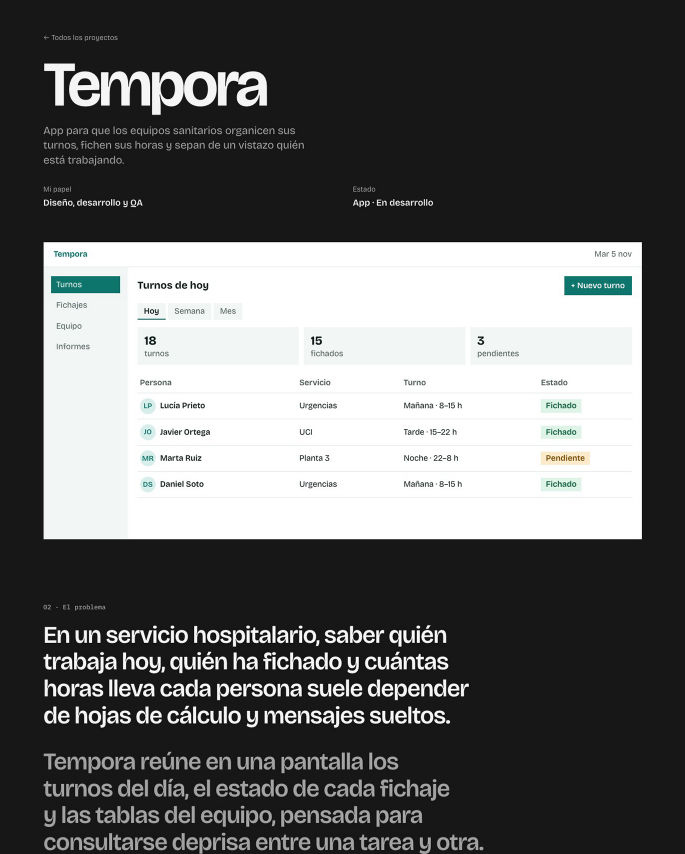 ← Todos los proyectos
Tempora
App para que los equipos sanitarios organicen sus
turnos, fichen sus horas y sepan de un vistazo quién
está trabajando.
Mi papel Estado
Diseño, desarrollo y QA App · En desarrollo
Tempora Mar 5 nov
Turnos
Fichajes
Equipo
Informes
Turnos de hoy + Nuevo turno
Hoy Semana Mes
18 15 3
turnos fichados pendientes
Persona Servicio Turno Estado
LP Lucía Prieto Urgencias Mañana · 8–15 h Fichado
JO Javier Ortega UCI Tarde · 15–22 h Fichado
MR Marta Ruiz Planta 3 Noche · 22–8 h Pendiente
DS Daniel Soto Urgencias Mañana · 8–15 h Fichado
02 - El problema
En un servicio hospitalario, saber quién
trabaja hoy, quién ha fichado y cuántas
horas lleva cada persona suele depender
de hojas de cálculo y mensajes sueltos.
Tempora reúne en una pantalla los
turnos del día, el estado de cada fichaje
y las tablas del equipo, pensada para
consultarse deprisa entre una tarea y otra.